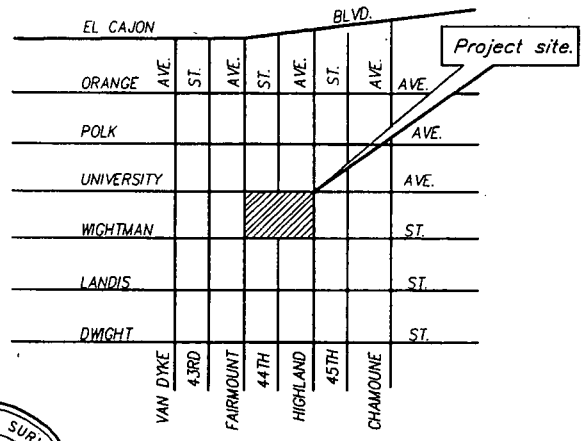 EL CAJON BLVD.
Project site.
AVE. ST. AVE. ST. AVE. ST. AVE.
ORANGE AVE.
POLK AVE.
UNIVERSITY AVE.
WIGHTMAN ST.
LANDIS
DWIGHT ST.
VAN DYKE 43RD FAIRMOUNT 44TH HIGHLAND 45TH CHAMOUNE
SUR